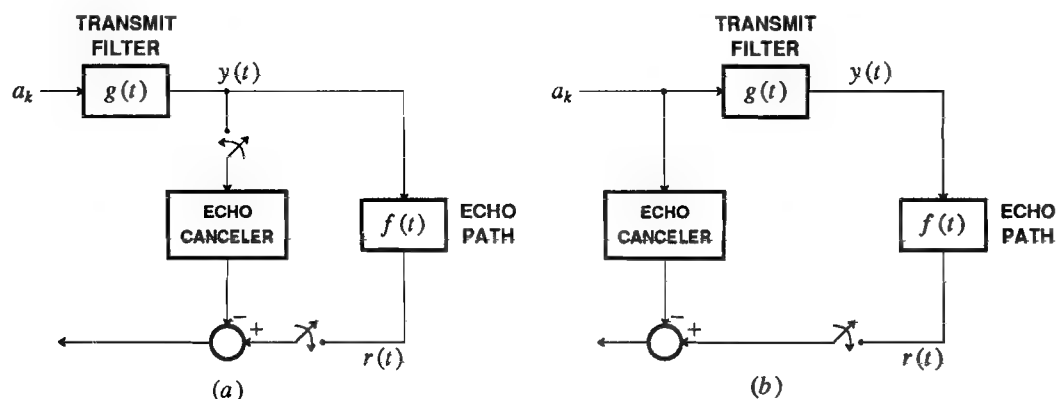 TRANSMIT
FILTER
a_k
g(t)
y(t)
ECHO
CANCELER
f(t)
ECHO
PATH
−
+
r(t)
(a)
TRANSMIT
FILTER
a_k
g(t)
y(t)
ECHO
CANCELER
f(t)
ECHO
PATH
−
+
r(t)
(b)